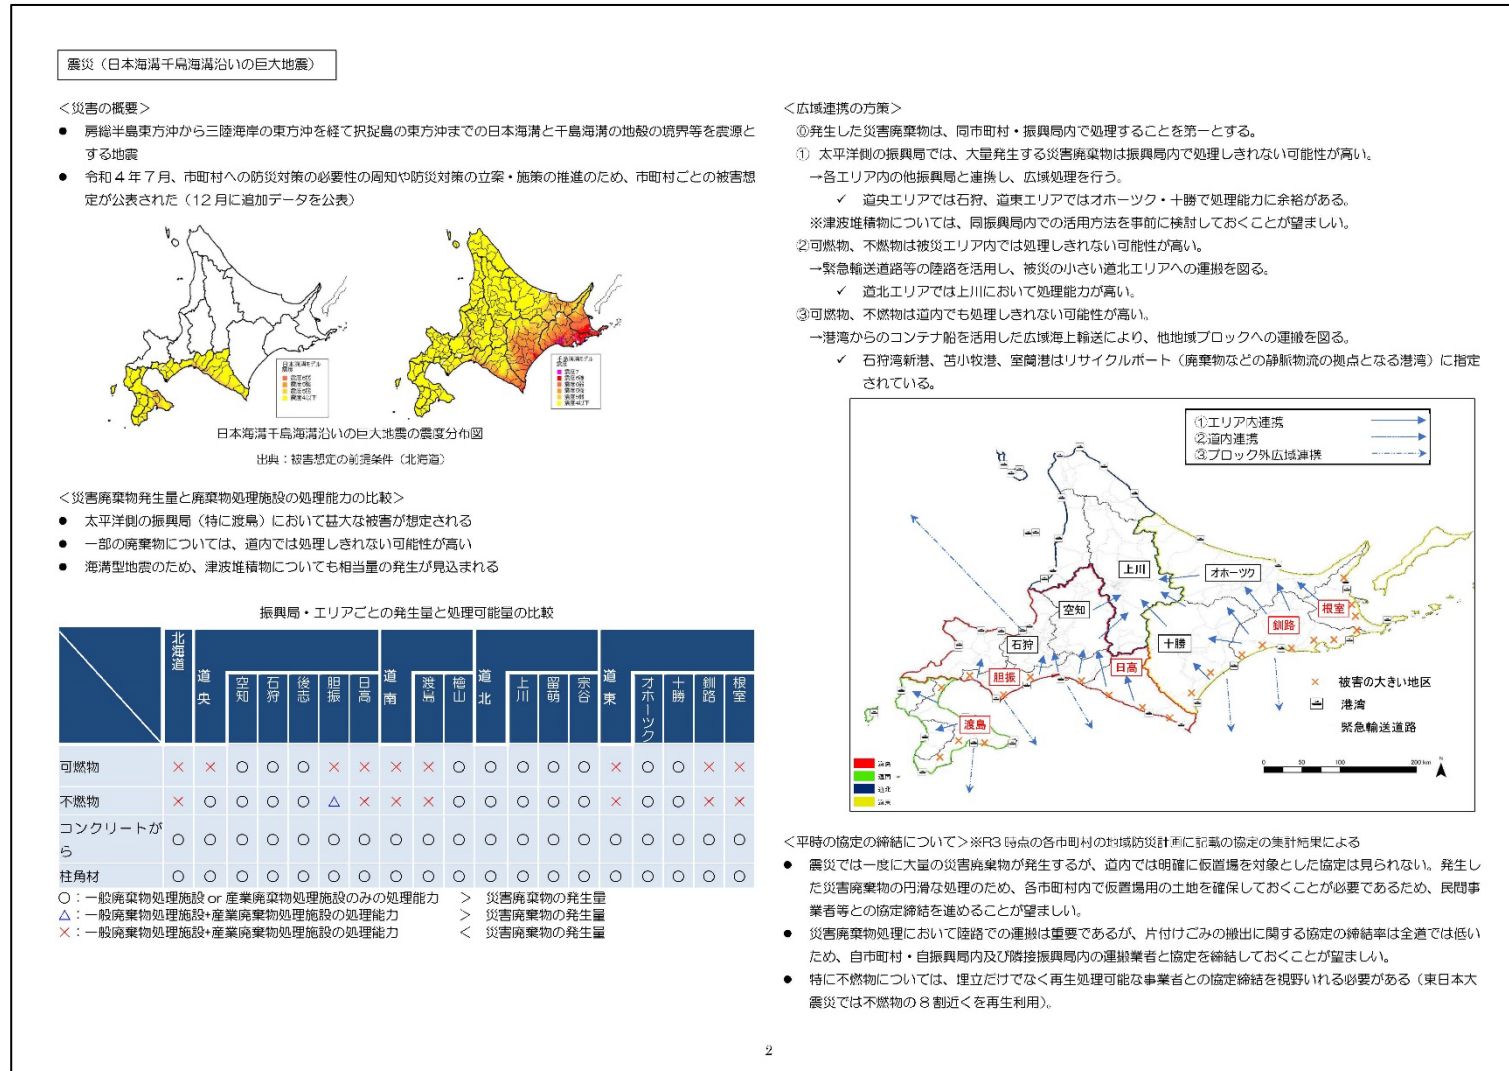 震災（日本海溝千島海溝沿いの巨大地震）
＜災害の概要＞
● 房総半島東方沖から三陸海岸の東方沖を経て択捉島の東方沖までの日本海溝と千島海溝の地殻の境界等を震源と
する地震
● 令和４年７月、市町村への防災対策の必要性の周知や防災対策の立案・施策の推進のため、市町村ごとの被害想
定が公表された（12月に追加データを公表）
日本海溝モデル
震度
震度4以下
千島海溝モデル
震度
震度7
震度4以下
日本海溝千島海溝沿いの巨大地震の震度分布図
出典：被害想定の前提条件（北海道）
＜災害廃棄物発生量と廃棄物処理施設の処理能力の比較＞
● 太平洋側の振興局（特に渡島）において甚大な被害が想定される
● 一部の廃棄物については、道内では処理しきれない可能性が高い
● 海溝型地震のため、津波堆積物についても相当量の発生が見込まれる
振興局・エリアごとの発生量と処理可能量の比較
北海道 道央 空知 石狩 後志 胆振 日高 道南 渡島 檜山 道北 上川 留萌 宗谷 道東 オホーツク 十勝 釧路 根室
可燃物 × × ○ ○ ○ × × × × ○ ○ ○ ○ ○ × ○ ○ × ×
不燃物 × ○ ○ ○ ○ △ × × × ○ ○ ○ ○ ○ × ○ ○ × ×
コンクリートが
ら ○ ○ ○ ○ ○ ○ ○ ○ ○ ○ ○ ○ ○ ○ ○ ○ ○ ○ ○
柱角材 ○ ○ ○ ○ ○ ○ ○ ○ ○ ○ ○ ○ ○ ○ ○ ○ ○ ○ ○
○：一般廃棄物処理施設 or 産業廃棄物処理施設のみの処理能力 ＞ 災害廃棄物の発生量
△：一般廃棄物処理施設+産業廃棄物処理施設の処理能力 ＞ 災害廃棄物の発生量
×：一般廃棄物処理施設+産業廃棄物処理施設の処理能力 ＜ 災害廃棄物の発生量
＜広域連携の方策＞
⓪発生した災害廃棄物は、同市町村・振興局内で処理することを第一とする。
① 太平洋側の振興局では、大量発生する災害廃棄物は振興局内で処理しきれない可能性が高い。
→各エリア内の他振興局と連携し、広域処理を行う。
✓ 道央エリアでは石狩、道東エリアではオホーツク・十勝で処理能力に余裕がある。
※津波堆積物については、同振興局内での活用方法を事前に検討しておくことが望ましい。
②可燃物、不燃物は被災エリア内では処理しきれない可能性が高い。
→緊急輸送道路等の陸路を活用し、被災の小さい道北エリアへの運搬を図る。
✓ 道北エリアでは上川において処理能力が高い。
③可燃物、不燃物は道内でも処理しきれない可能性が高い。
→港湾からのコンテナ船を活用した広域海上輸送により、他地域ブロックへの運搬を図る。
✓ 石狩湾新港、苫小牧港、室蘭港はリサイクルポート（廃棄物などの静脈物流の拠点となる港湾）に指定
されている。
①エリア内連携
②道内連携
③ブロック外広域連携
上川
オホーツク
空知
根室
釧路
石狩
十勝
日高
胆振
渡島
× 被害の大きい地区
港湾
緊急輸送道路
道央
道南
道北
道東
0 50 100 200 km
N
＜平時の協定の締結について＞※R3 時点の各市町村の地域防災計画に記載の協定の集計結果による
● 震災では一度に大量の災害廃棄物が発生するが、道内では明確に仮置場を対象とした協定は見られない。発生し
た災害廃棄物の円滑な処理のため、各市町村内で仮置場用の土地を確保しておくことが必要であるため、民間事
業者等との協定締結を進めることが望ましい。
● 災害廃棄物処理において陸路での運搬は重要であるが、片付けごみの搬出に関する協定の締結率は全道では低い
ため、自市町村・自振興局内及び隣接振興局内の運搬業者と協定を締結しておくことが望ましい。
● 特に不燃物については、埋立だけでなく再生処理可能な事業者との協定締結を視野いれる必要がある（東日本大
震災では不燃物の８割近くを再生利用）。
2